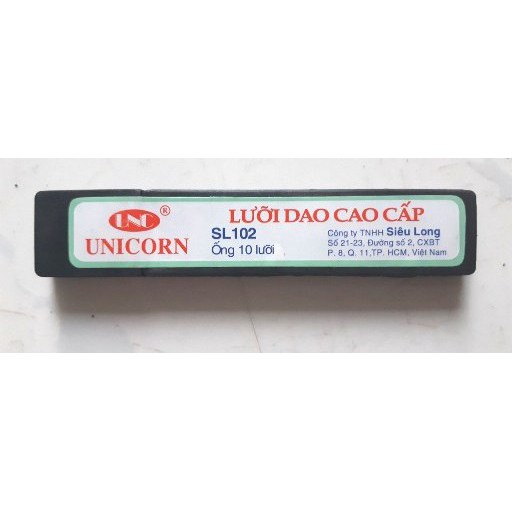 UNC ®
UNICORN
LƯỠI DAO CAO CẤP
SL102
Ống 10 lưỡi
Công ty TNHH Siêu Long
Số 21-23, Đường số 2, CXBT
P. 8, Q. 11,TP. HCM, Việt Nam